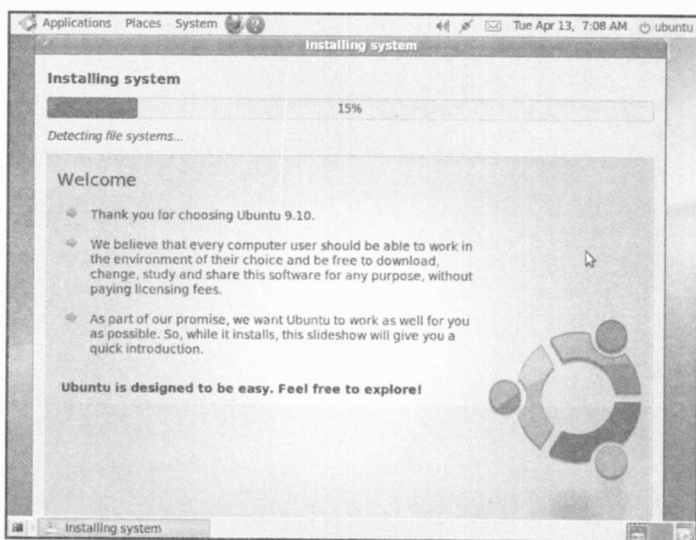 Applications Places System Tue Apr 13, 7:08 AM ubuntu
Installing system
Installing system
15%
Detecting file systems...
Welcome
Thank you for choosing Ubuntu 9.10.
We believe that every computer user should be able to work in
the environment of their choice and be free to download,
change, study and share this software for any purpose, without
paying licensing fees.
As part of our promise, we want Ubuntu to work as well for you
as possible. So, while it installs, this slideshow will give you a
quick introduction.
Ubuntu is designed to be easy. Feel free to explore!
Installing system